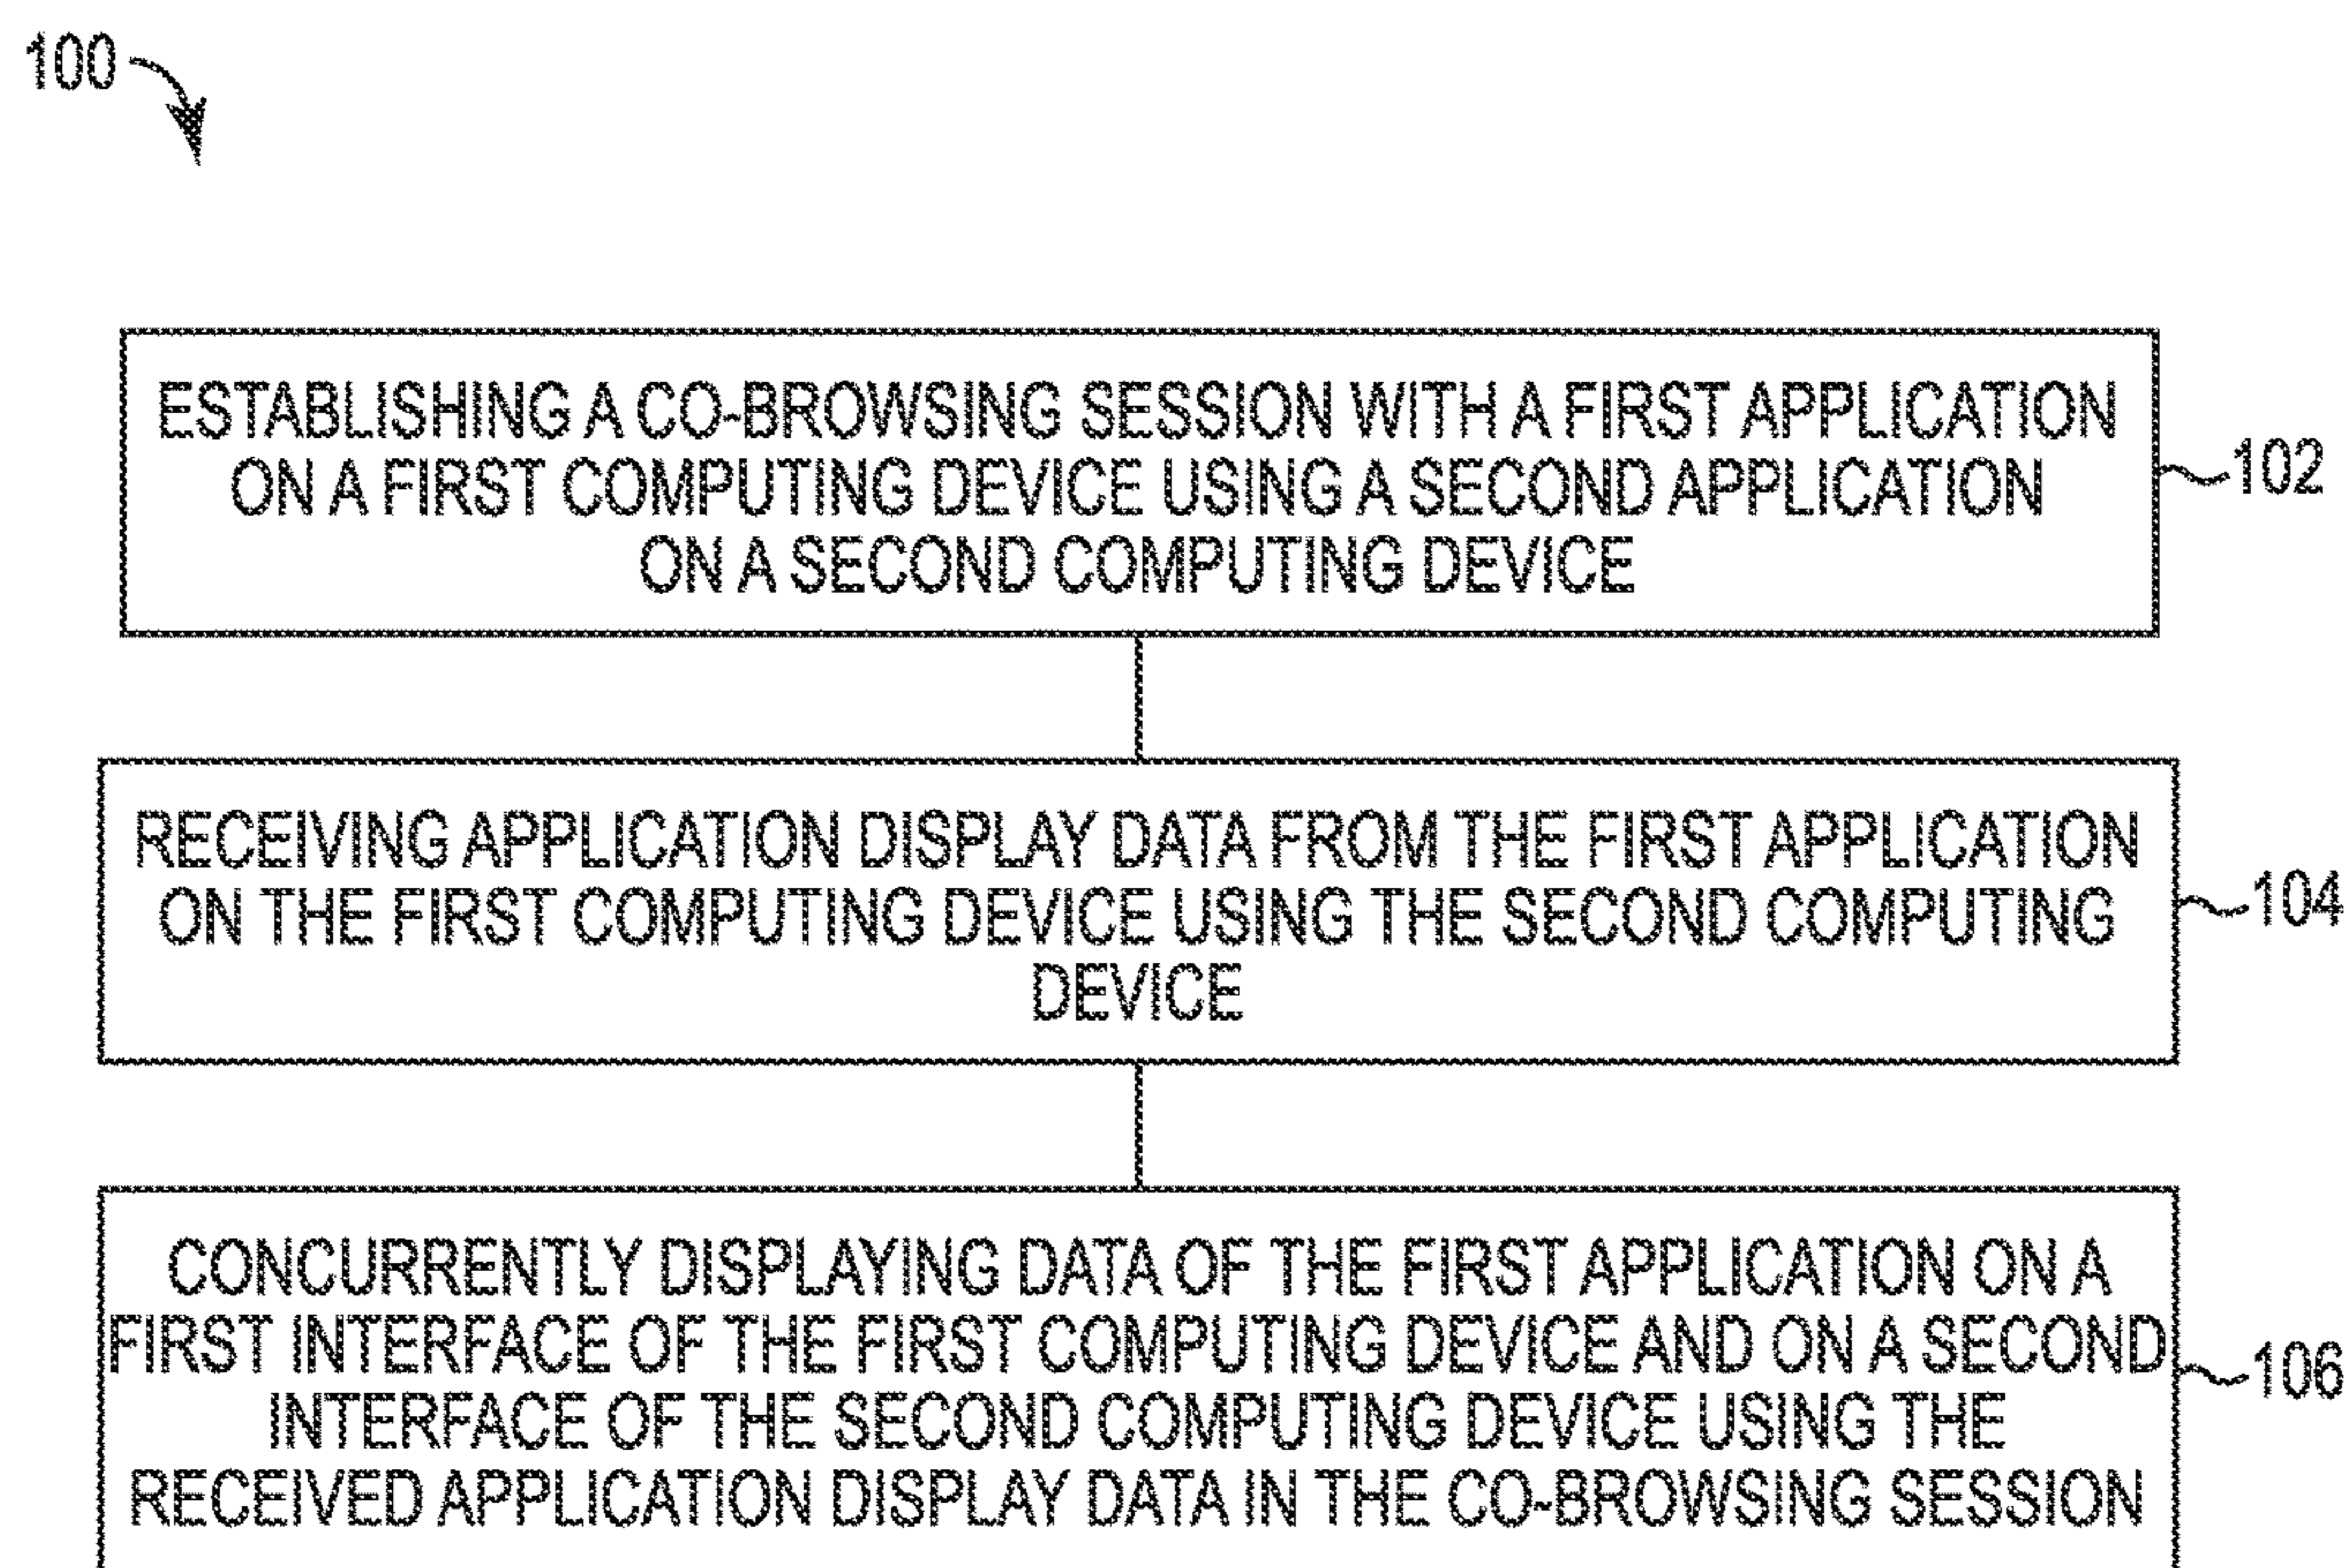 100
ESTABLISHING A CO-BROWSING SESSION WITH A FIRST APPLICATION
ON A FIRST COMPUTING DEVICE USING A SECOND APPLICATION
ON A SECOND COMPUTING DEVICE
102
RECEIVING APPLICATION DISPLAY DATA FROM THE FIRST APPLICATION
ON THE FIRST COMPUTING DEVICE USING THE SECOND COMPUTING
DEVICE
104
CONCURRENTLY DISPLAYING DATA OF THE FIRST APPLICATION ON A
FIRST INTERFACE OF THE FIRST COMPUTING DEVICE AND ON A SECOND
INTERFACE OF THE SECOND COMPUTING DEVICE USING THE
RECEIVED APPLICATION DISPLAY DATA IN THE CO-BROWSING SESSION
106